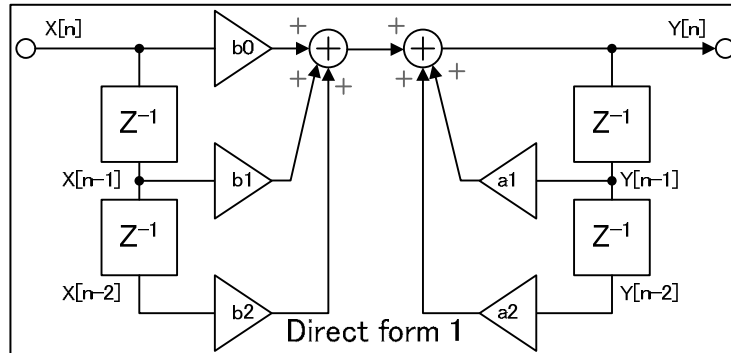 X[n]
Y[n]
b0
+
+
+
+
+
+
+
+
Z⁻¹
Z⁻¹
X[n-1]
b1
a1
Y[n-1]
Z⁻¹
Z⁻¹
X[n-2]
b2
a2
Y[n-2]
Direct form 1